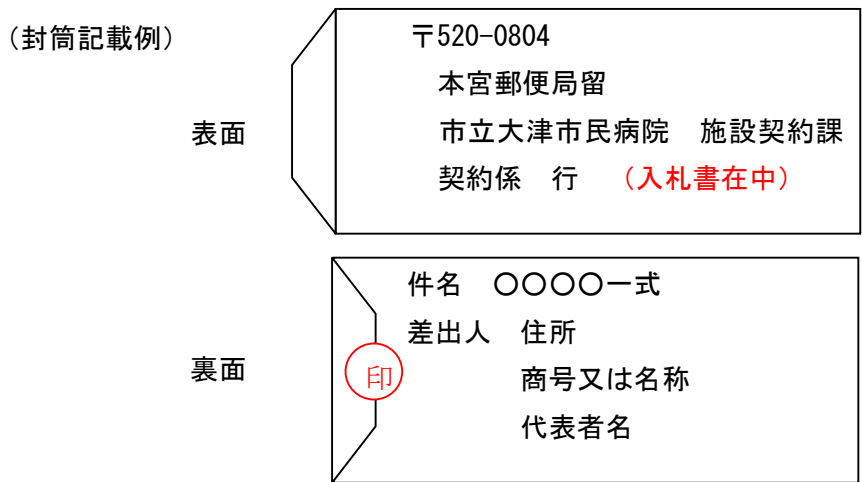 （封筒記載例）
表面
〒520-0804
本宮郵便局留
市立大津市民病院　施設契約課
契約係　行　（入札書在中）
裏面
印
件名　〇〇〇〇一式
差出人　住所
商号又は名称
代表者名